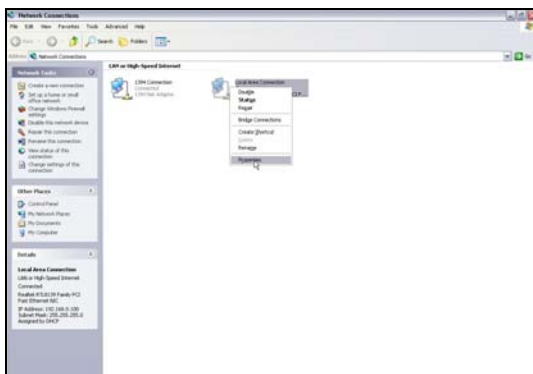 Network Connections
File Edit View Favorites Tools Advanced Help
Back Search Folders
Address Network Connections Go
Network Tasks
Create a new connection
Set up a home or small office network
Change Windows Firewall settings
Disable this network device
Repair this connection
Rename this connection
View status of this connection
Change settings of this connection
Other Places
Control Panel
My Network Places
My Documents
My Computer
Details
Local Area Connection
LAN or High-Speed Internet
Connected
Realtek RTL8139 Family PCI Fast Ethernet NIC
IP Address: 192.168.0.100
Subnet Mask: 255.255.255.0
Assigned by DHCP
LAN or High-Speed Internet
1394 Connection
Connected
1394 Net Adapter
Local Area Connection
Disable
Status
Repair
Bridge Connections
Create Shortcut
Delete
Rename
Properties